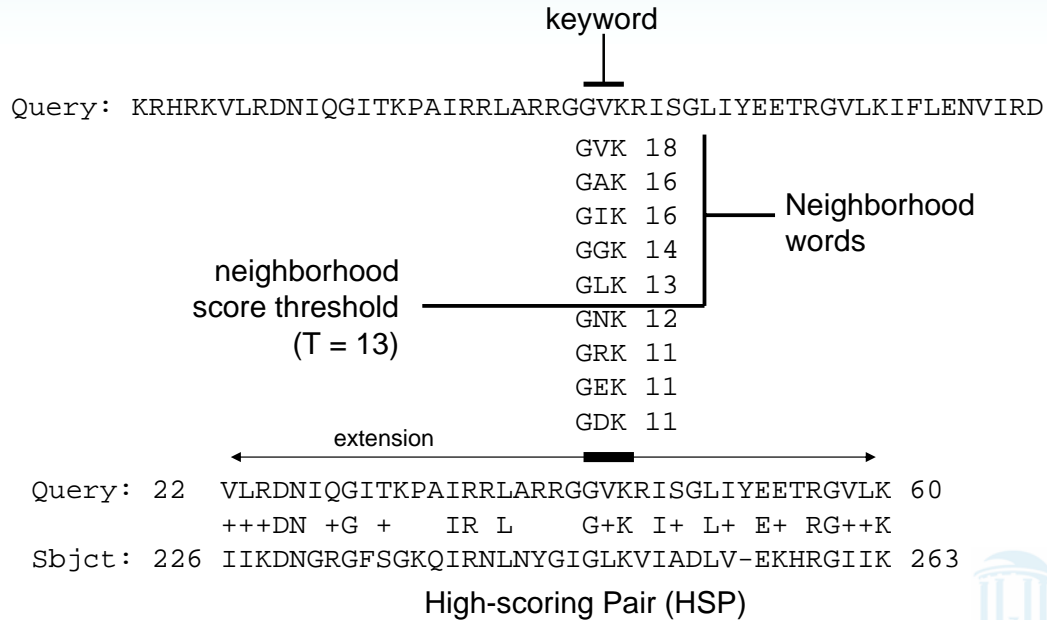 keyword
Query: KRHRKVLRDNIQGITKPAIRRLARRGGVKRISGLIYEETRGVLKIFLENVIRD
GVK 18
GAK 16
GIK 16
GGK 14
GLK 13
GNK 12
GRK 11
GEK 11
GDK 11
Neighborhood
words
neighborhood
score threshold
(T = 13)
extension
Query: 22 VLRDNIQGITKPAIRRLARRGGVKRISGLIYEETRGVLK 60
+++DN +G + IR L G+K I+ L+ E+ RG++K
Sbjct: 226 IIKDNGRGFSGKQIRNLNYGIGLKVIADLV-EKHRGIIK 263
High-scoring Pair (HSP)